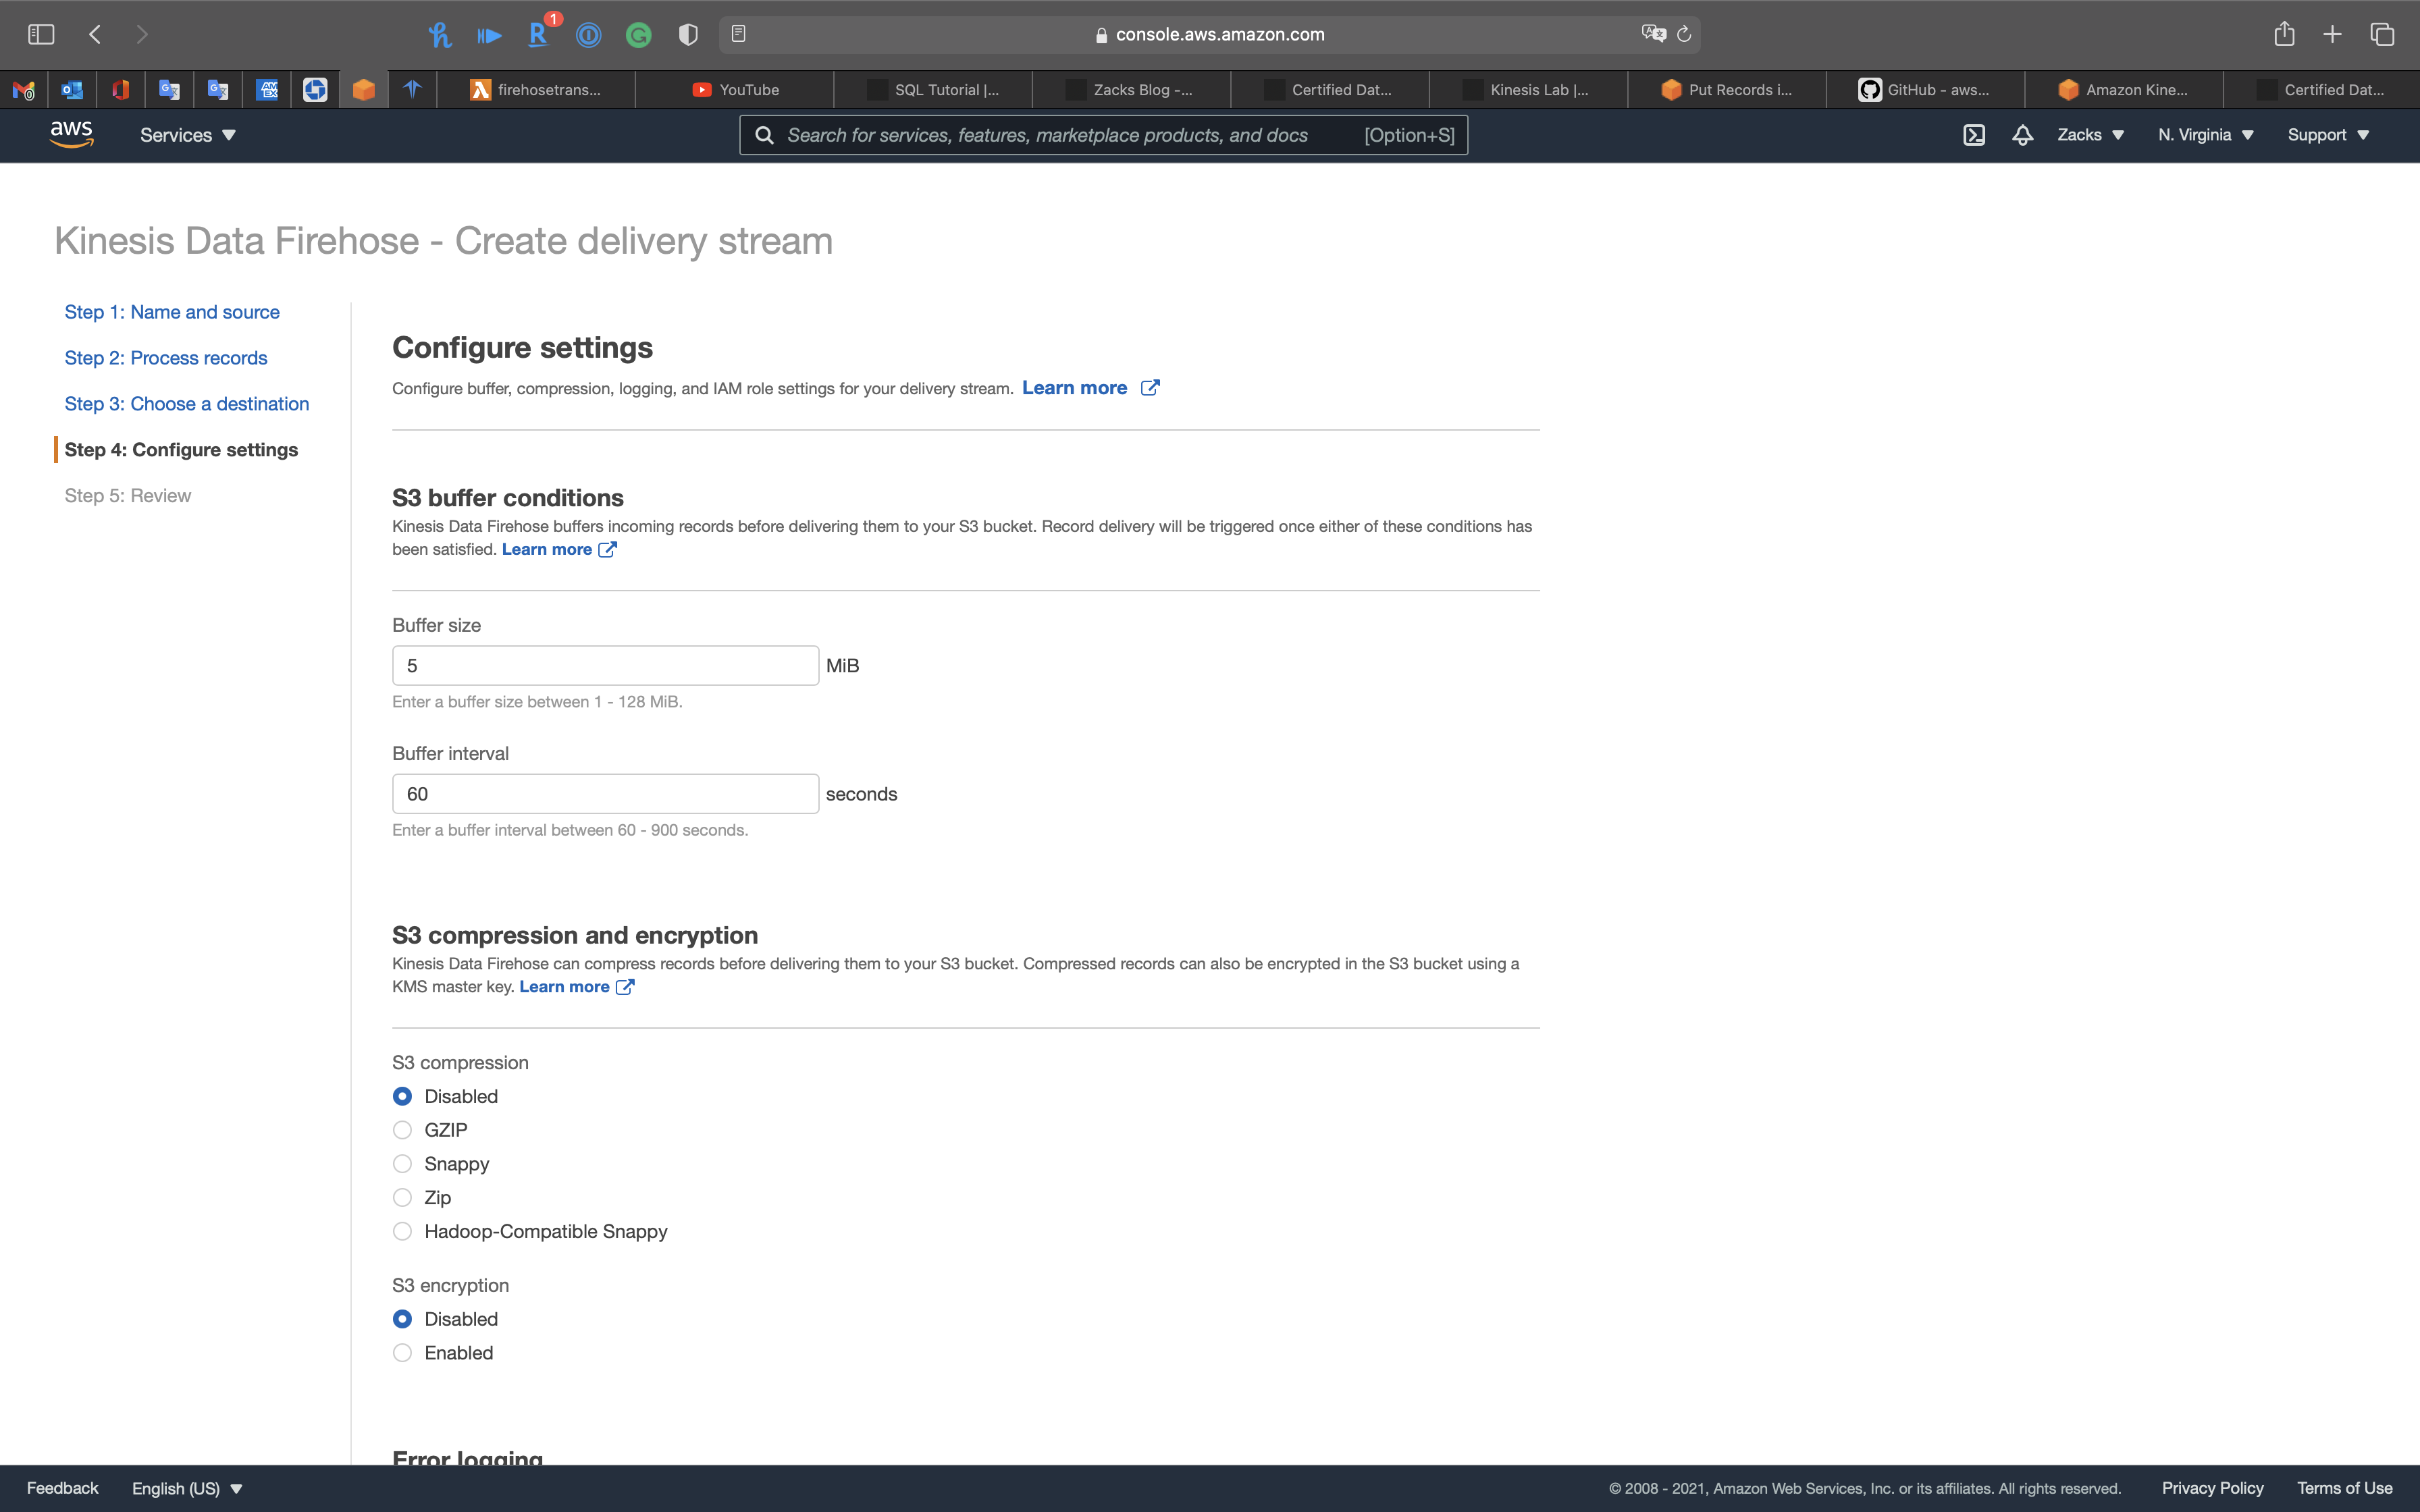 1
console.aws.amazon.com
firehosetrans...
YouTube
SQL Tutorial |...
Zacks Blog -...
Certified Dat...
Kinesis Lab |...
Put Records i...
GitHub - aws...
Amazon Kine...
Certified Dat...
aws
Services
Search for services, features, marketplace products, and docs [Option+S]
Zacks
N. Virginia
Support
Kinesis Data Firehose - Create delivery stream
Step 1: Name and source
Step 2: Process records
Step 3: Choose a destination
Step 4: Configure settings
Step 5: Review
Configure settings
Configure buffer, compression, logging, and IAM role settings for your delivery stream. Learn more
S3 buffer conditions
Kinesis Data Firehose buffers incoming records before delivering them to your S3 bucket. Record delivery will be triggered once either of these conditions has
been satisfied. Learn more
Buffer size
5 MiB
Enter a buffer size between 1 - 128 MiB.
Buffer interval
60 seconds
Enter a buffer interval between 60 - 900 seconds.
S3 compression and encryption
Kinesis Data Firehose can compress records before delivering them to your S3 bucket. Compressed records can also be encrypted in the S3 bucket using a
KMS master key. Learn more
S3 compression
Disabled
GZIP
Snappy
Zip
Hadoop-Compatible Snappy
S3 encryption
Disabled
Enabled
Error logging
Feedback
English (US)
© 2008 - 2021, Amazon Web Services, Inc. or its affiliates. All rights reserved.
Privacy Policy
Terms of Use